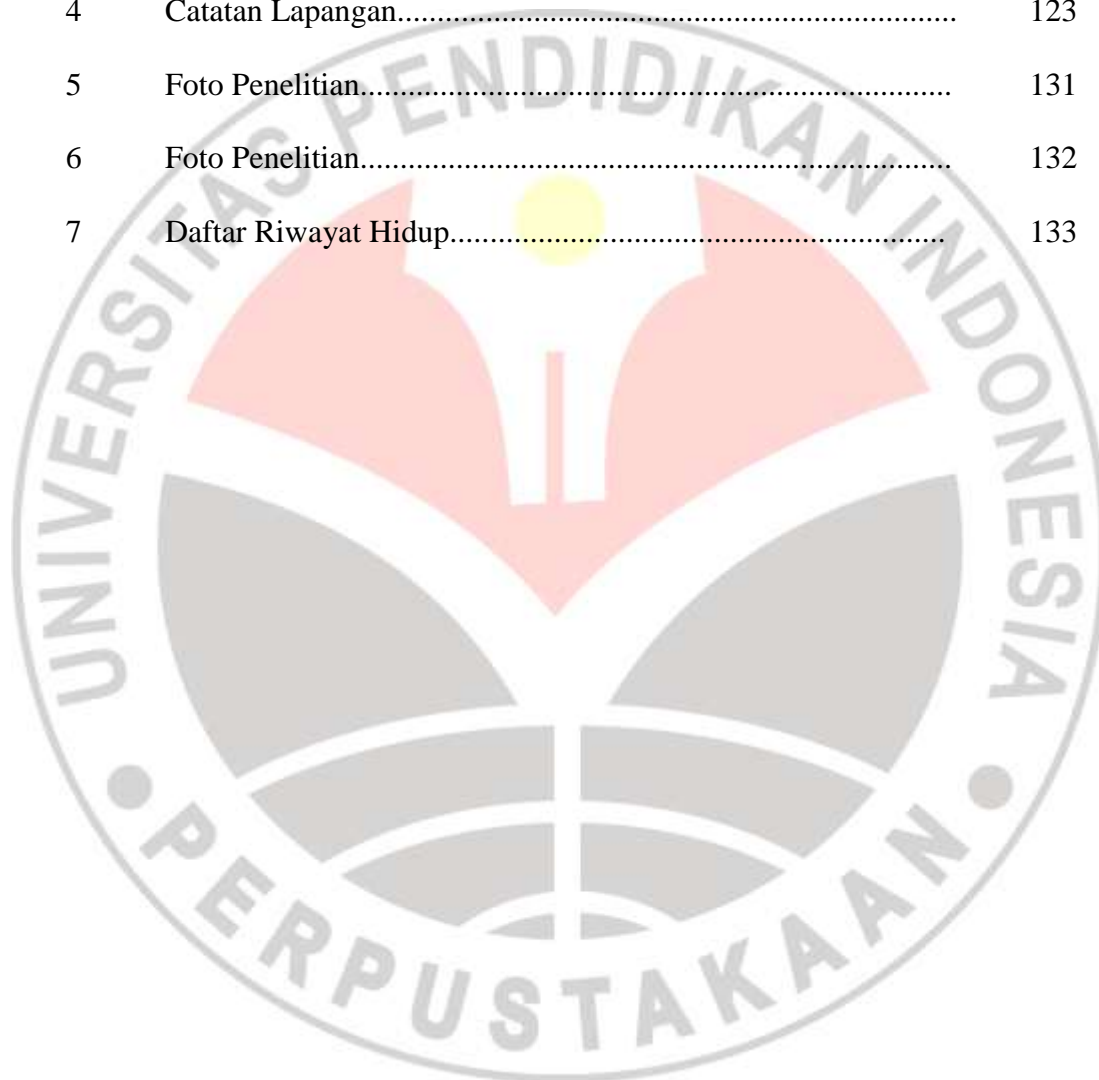 4 Catatan Lapangan.................................................................... 123
5 Foto Penelitian........................................................................ 131
6 Foto Penelitian........................................................................ 132
7 Daftar Riwayat Hidup............................................................ 133
UNIVERSITAS PENDIDIKAN INDONESIA
• PERPUSTAKAAN •